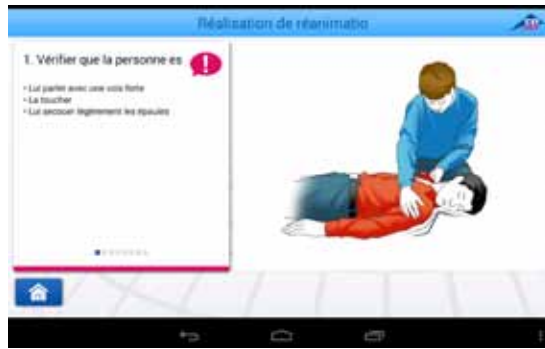 Réalisation de réanimatio
1. Vérifier que la personne es
• Lui parler avec une voix forte
• La toucher
• Lui secouer légèrement les épaules